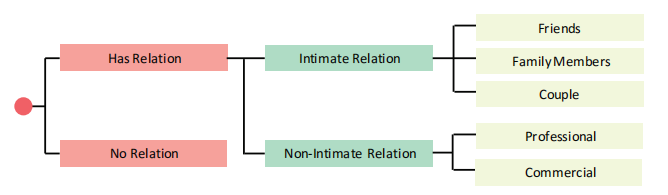 Friends
Has Relation
Intimate Relation
Family Members
Couple
Professional
No Relation
Non-Intimate Relation
Commercial